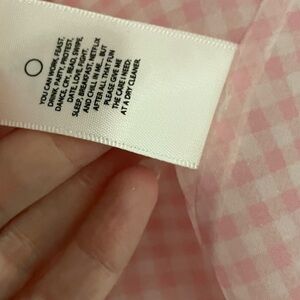 YOU CAN WORK, FEAST,
DRINK, PARTY, PROTEST,
DANCE, CRY, READ, SWIPE,
DATE, LOVE, FIGHT,
SLEEP, BREAKFAST, NETFLIX
AND CHILL IN ME... BUT
AFTER ALL THAT FUN
PLEASE GIVE ME
THE CARE I NEED:
AT A DRY CLEANER.